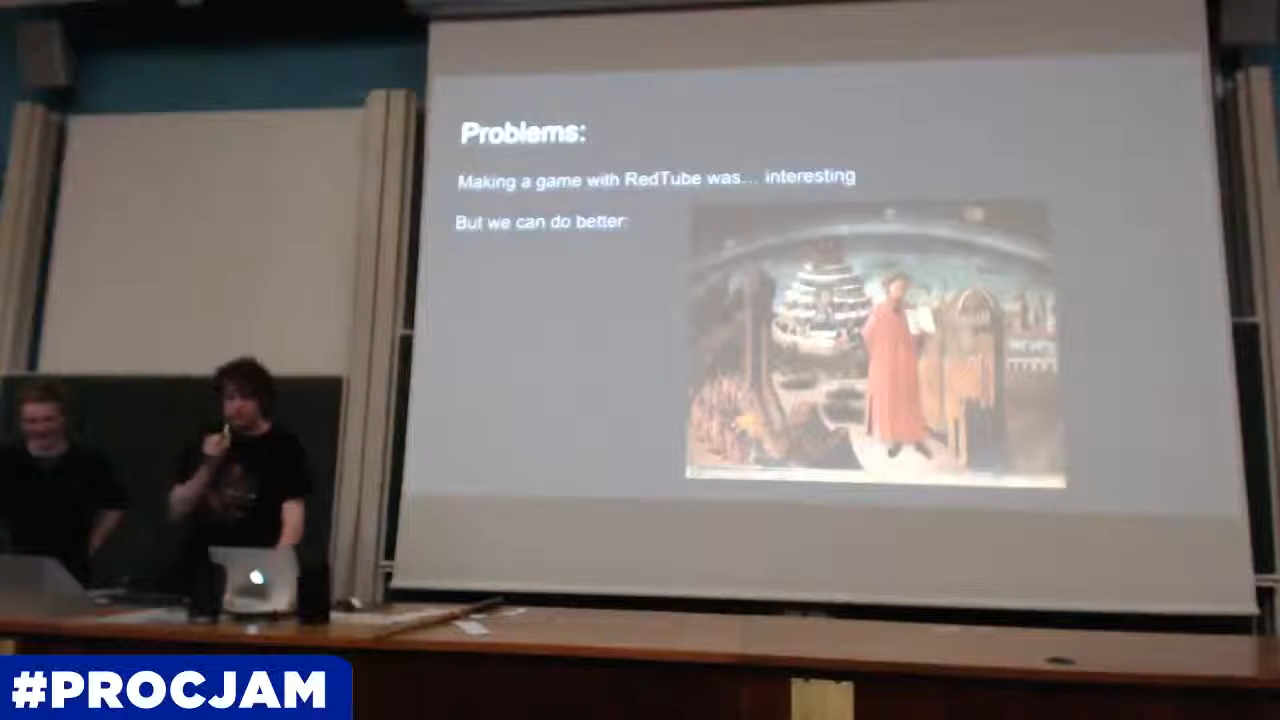 Problems:
Making a game with RedTube was... interesting
But we can do better:
#PROCJAM